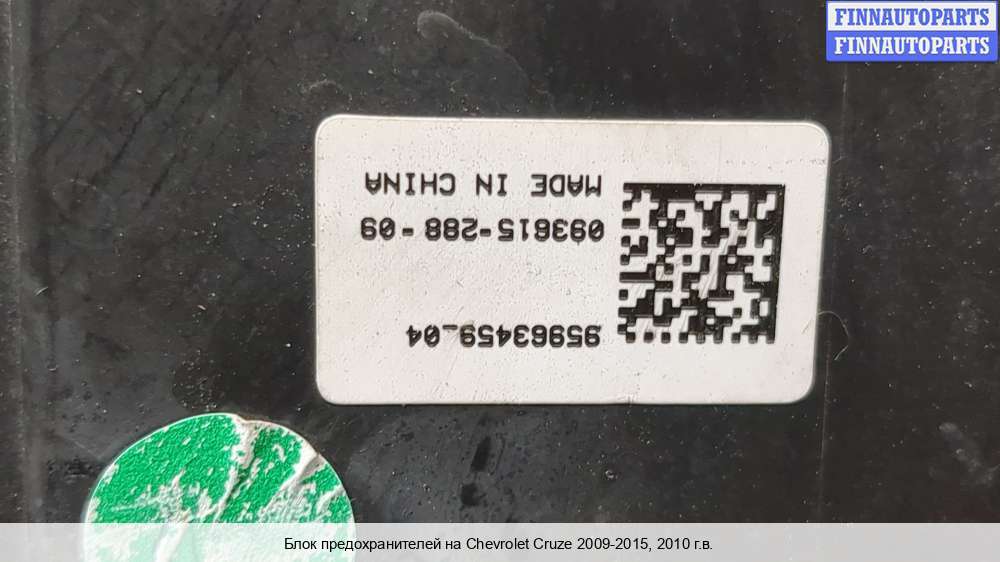 FINNAUTOPARTS
FINNAUTOPARTS
95963459_04
093615-288-09
MADE IN CHINA
Блок предохранителей на Chevrolet Cruze 2009-2015, 2010 г.в.